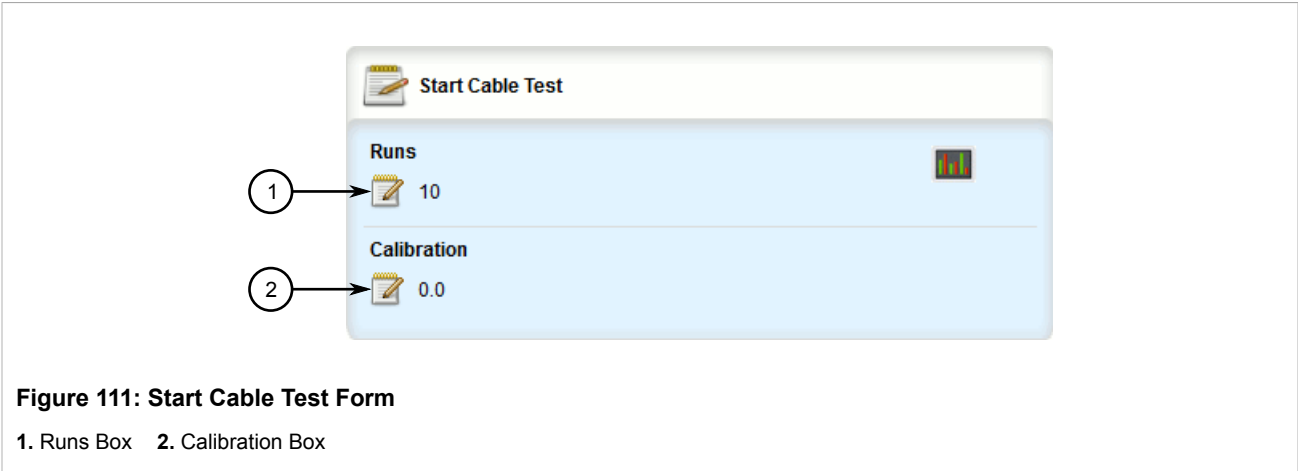 Start Cable Test
Runs
1
10
Calibration
2
0.0
Figure 111: Start Cable Test Form
1. Runs Box 2. Calibration Box